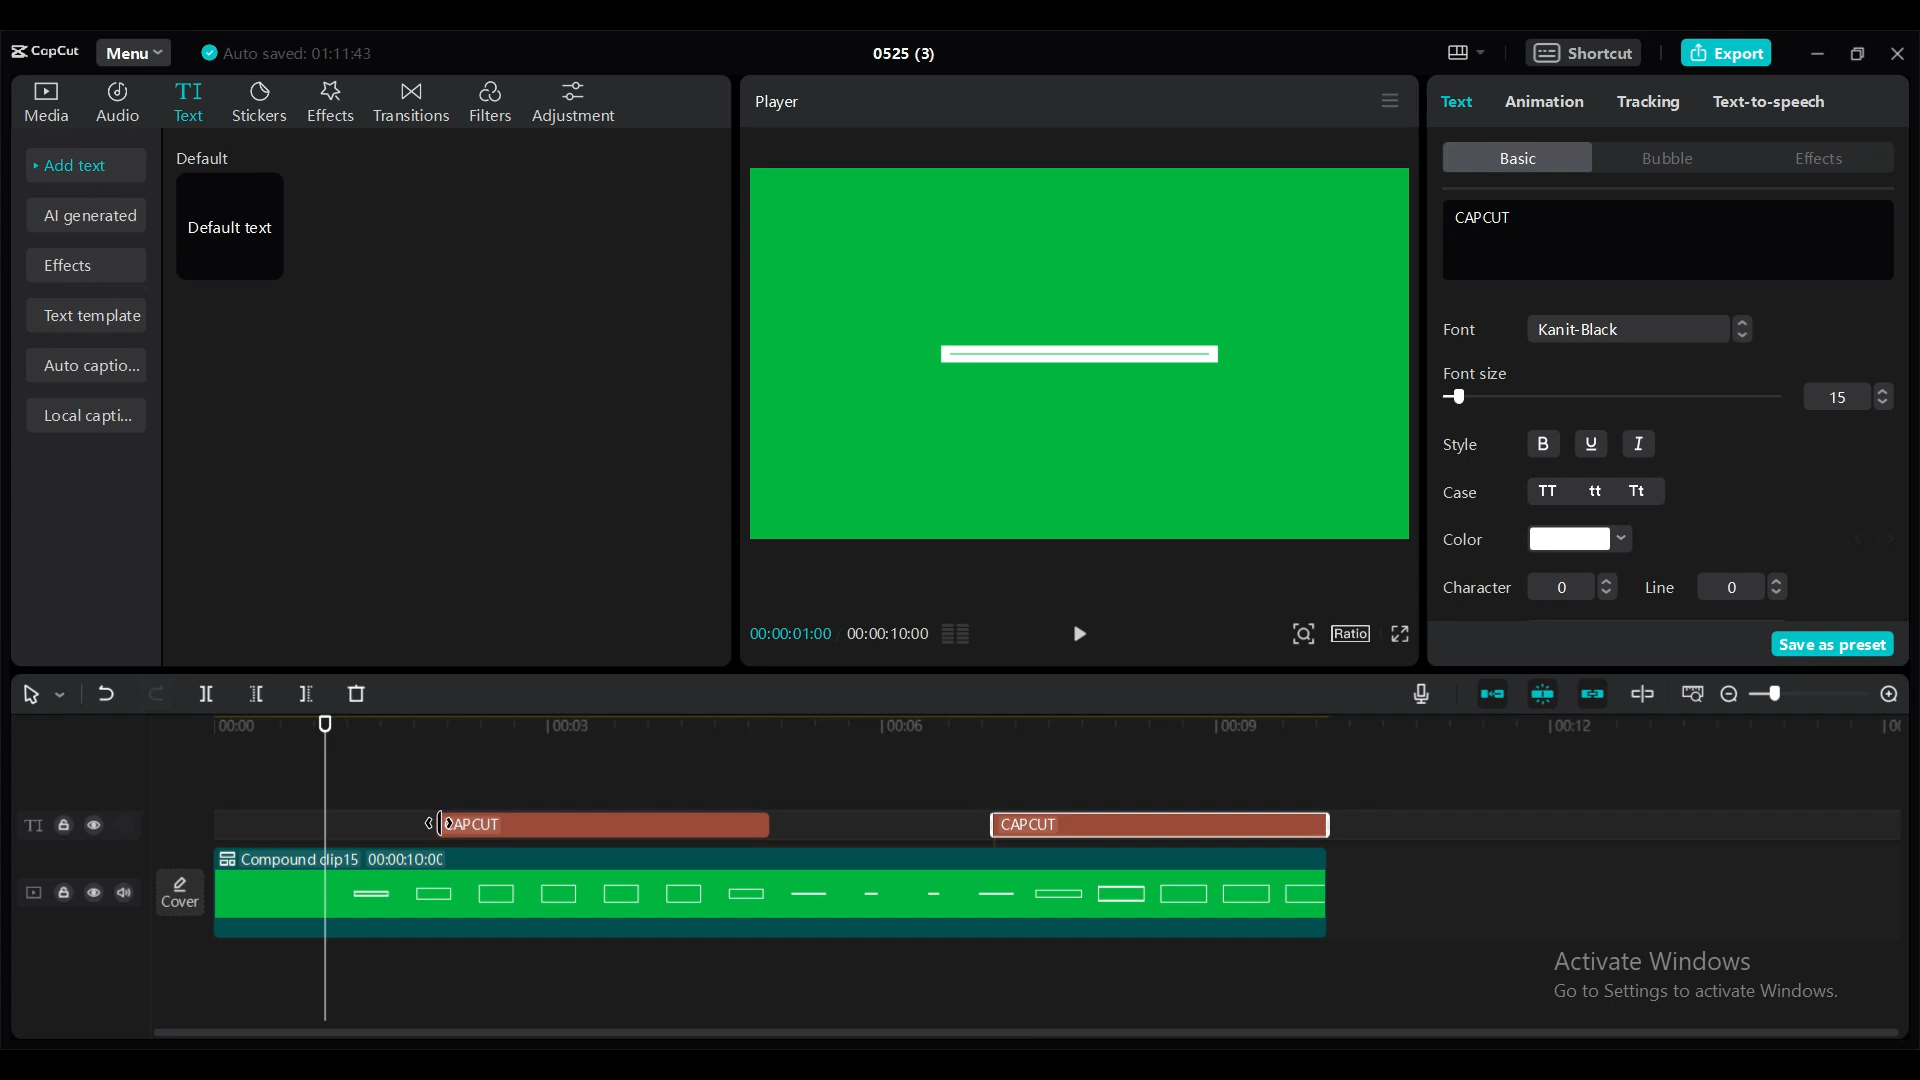 CapCut
Menu
Auto saved: 01:11:43
0525 (3)
Shortcut
Export
Media
Audio
TI
Text
Stickers
Effects
Transitions
Filters
Adjustment
Add text
AI generated
Effects
Text template
Auto captio...
Local capti...
Default
Default text
Player
00:00:01:00
00:00:10:00
Ratio
Text
Animation
Tracking
Text-to-speech
Basic
Bubble
Effects
CAPCUT
Font
Kanit-Black
Font size
15
Style
B
U
I
Case
TT
tt
Tt
Color
Character
0
Line
0
Save as preset
00:00
00:03
00:06
00:09
00:12
TI
CAPCUT
CAPCUT
Cover
Compound clip15 00:00:10:00
Activate Windows
Go to Settings to activate Windows.